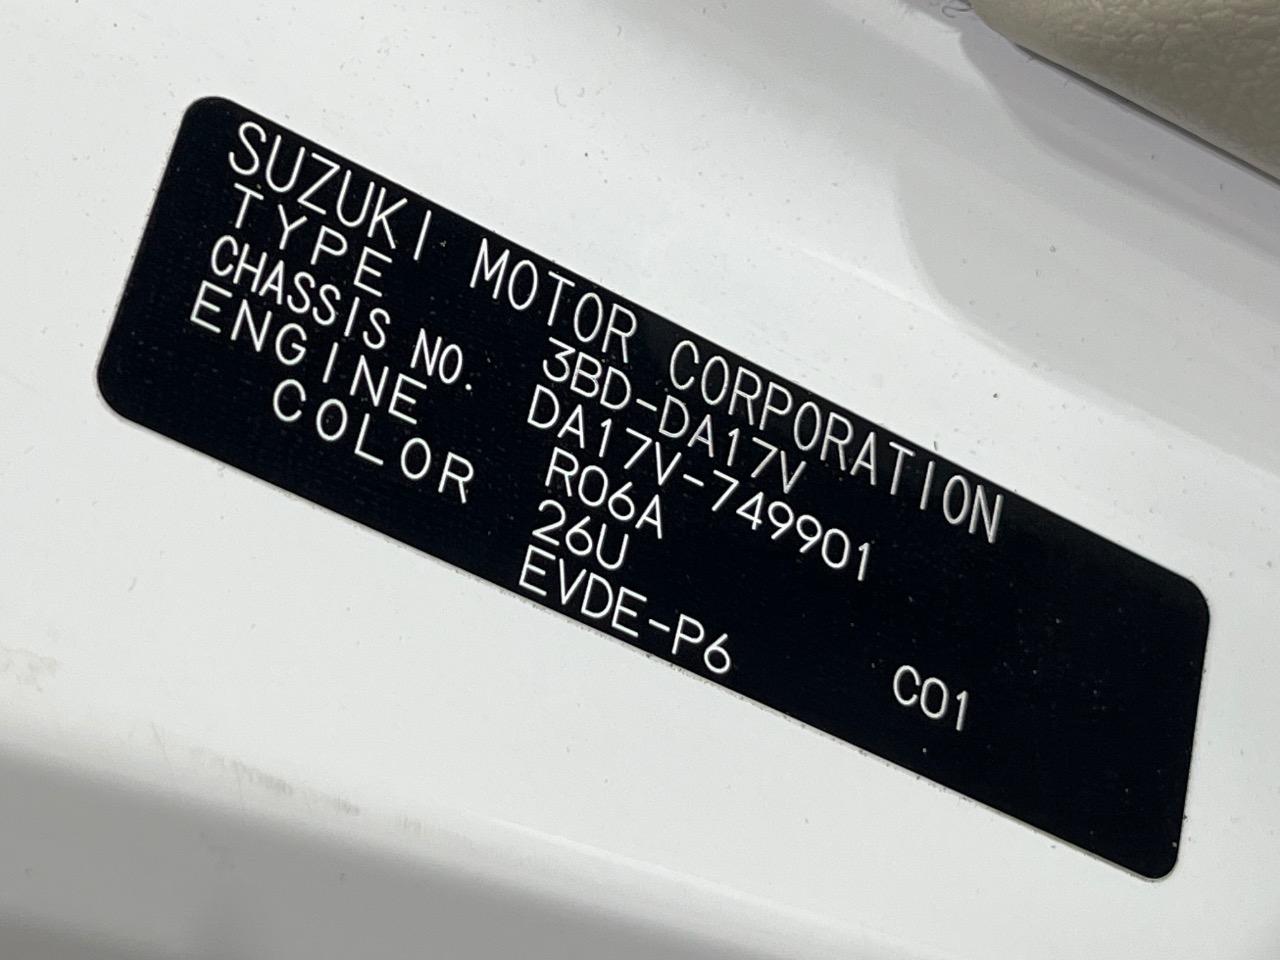 SUZUKI MOTOR CORPORATION
TYPE 3BD-DA17V
CHASSIS NO. DA17V-749901
ENGINE R06A
COLOR 26U
EVDE-P6 C01